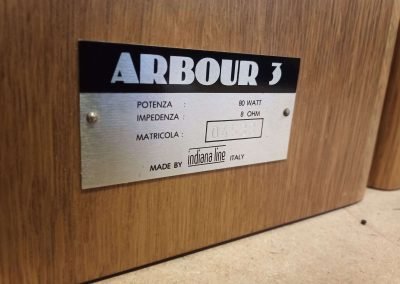 ARBOUR 3
POTENZA : 80 WATT
IMPEDENZA : 8 OHM
MATRICOLA :
MADE BY indiana line ITALY